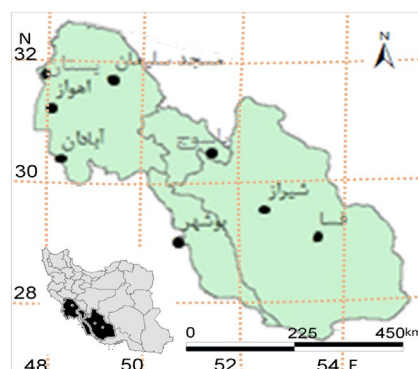 N
N
32
مسجد سلیمان
اهواز
آبادان
30
شیراز
فسا
بوشهر
28
0 225 450km
48 50 52 54 E